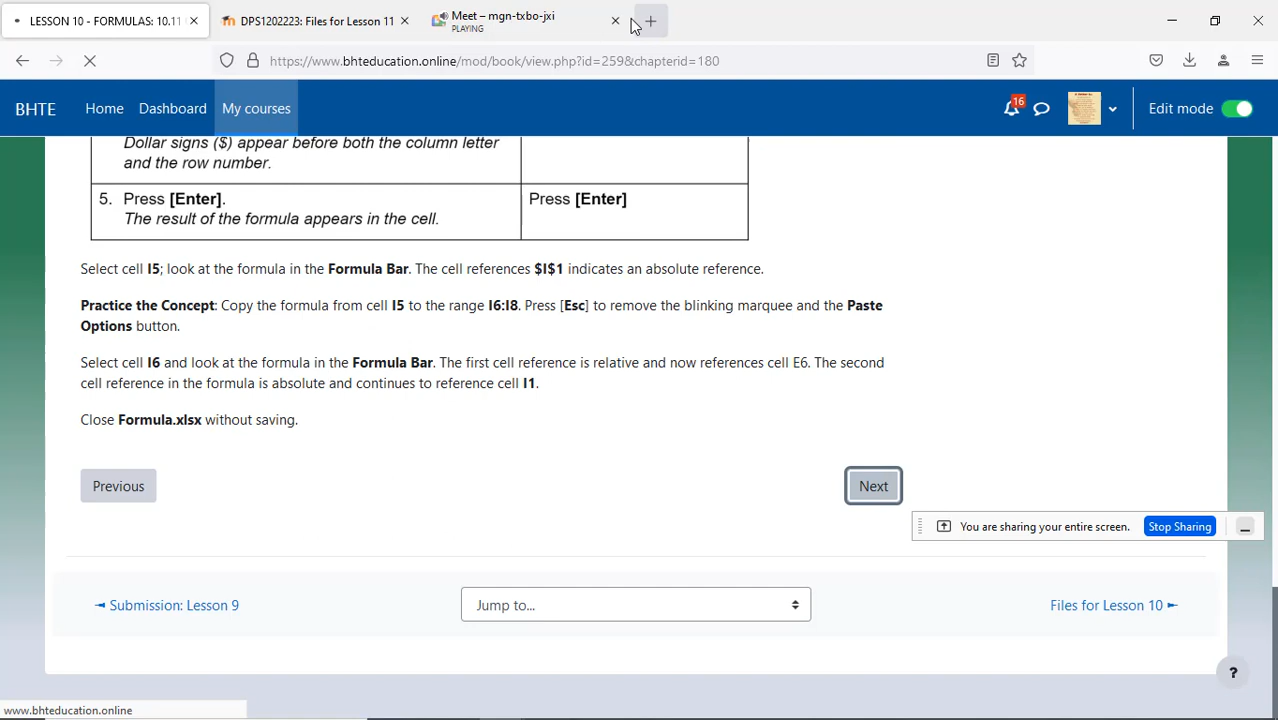 LESSON 10 - FORMULAS: 10.11
DPS1202223: Files for Lesson 11
Meet – mgn-txbo-jxi
PLAYING
https://www.bhteducation.online/mod/book/view.php?id=259&chapterid=180
BHTE
Home
Dashboard
My courses
16
Edit mode
Dollar signs ($) appear before both the column letter
and the row number.
5. Press [Enter].
Press [Enter]
The result of the formula appears in the cell.
Select cell I5; look at the formula in the Formula Bar. The cell references $I$1 indicates an absolute reference.
Practice the Concept: Copy the formula from cell I5 to the range I6:I8. Press [Esc] to remove the blinking marquee and the Paste
Options button.
Select cell I6 and look at the formula in the Formula Bar. The first cell reference is relative and now references cell E6. The second
cell reference in the formula is absolute and continues to reference cell I1.
Close Formula.xlsx without saving.
Previous
Next
You are sharing your entire screen.
Stop Sharing
◄ Submission: Lesson 9
Jump to...
Files for Lesson 10 ►
?
www.bhteducation.online